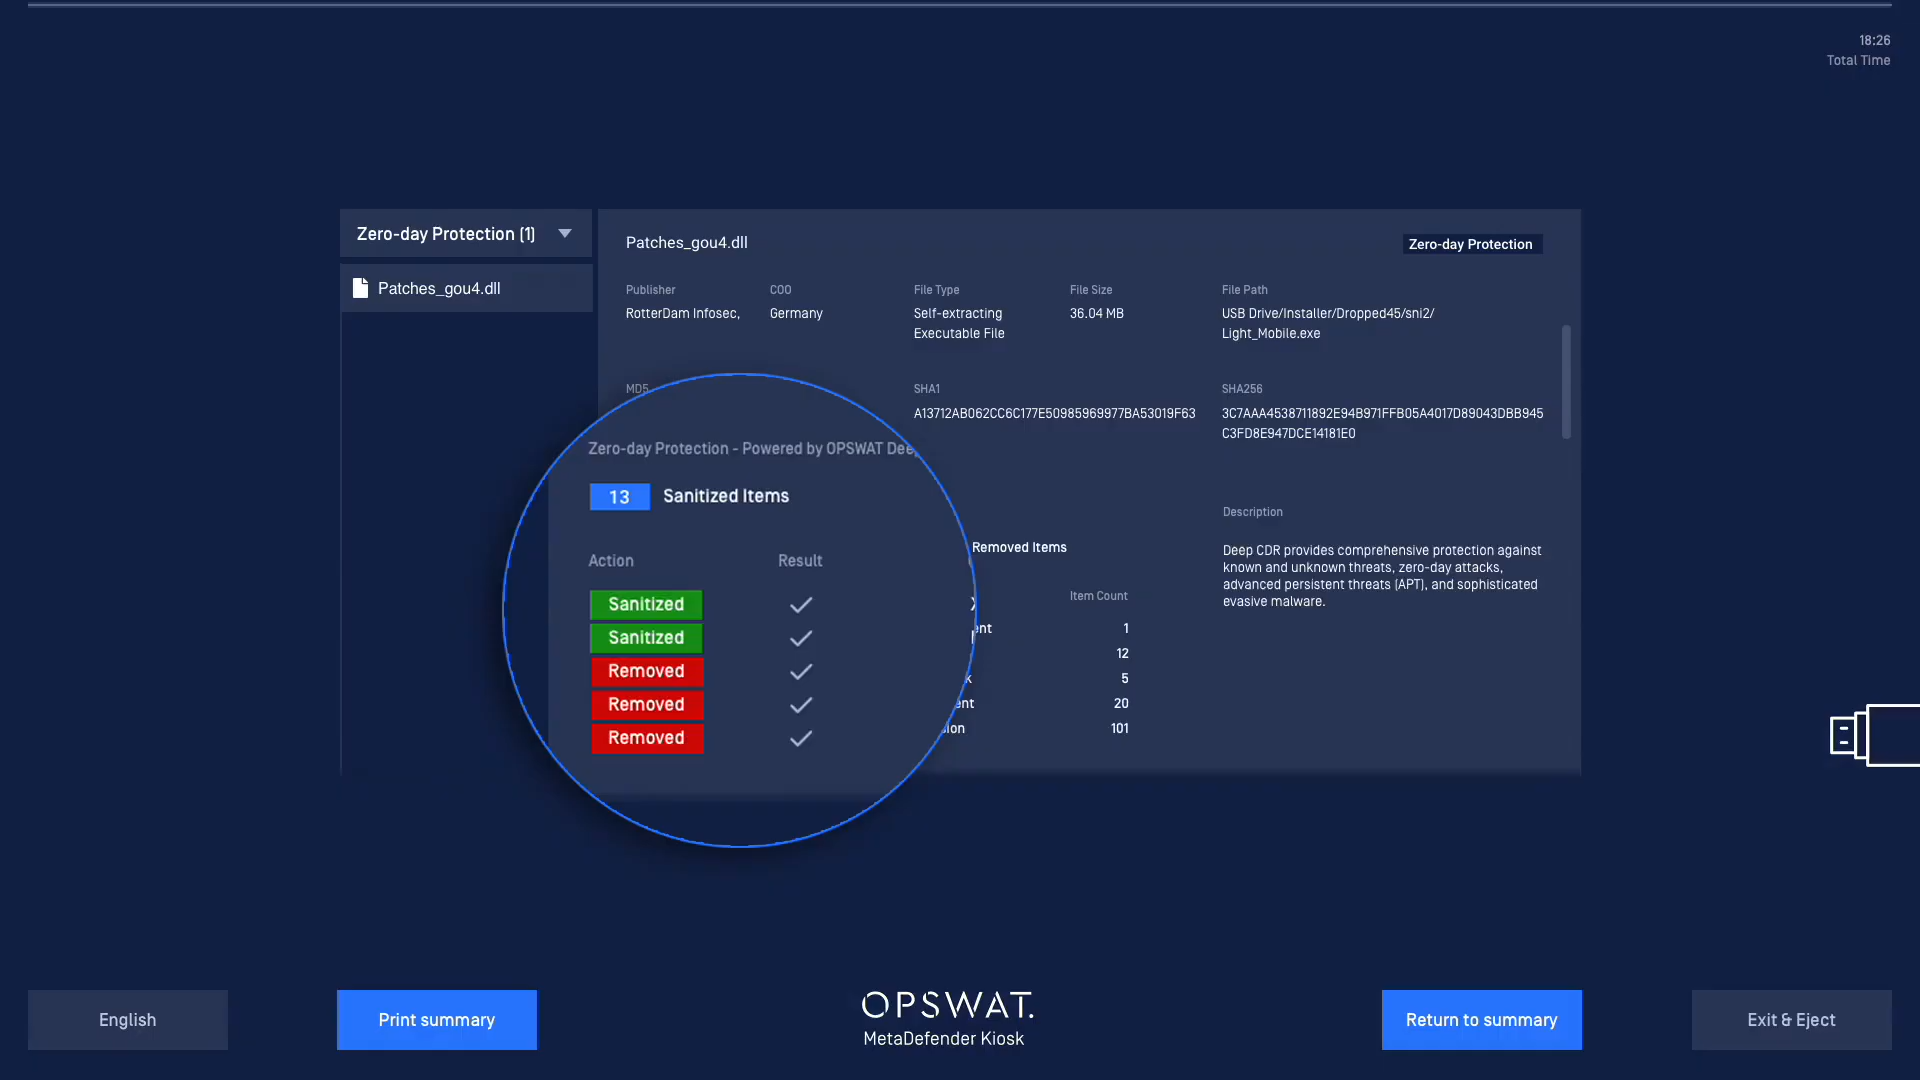 18:26
Total Time
Zero-day Protection (1)
Patches_gou4.dll
Patches_gou4.dll
Zero-day Protection
Publisher
COO
File Type
File Size
File Path
RotterDam Infosec,
Germany
Self-extracting
Executable File
36.04 MB
USB Drive/Installer/Dropped45/sni2/
Light_Mobile.exe
MD5
SHA1
SHA256
A13712AB062CC6C177E50985969977BA53019F63
3C7AAA4538711892E94B971FFB05A4017D89043DBB945
C3FD8E947DCE14181E0
Zero-day Protection - Powered by OPSWAT
13 Sanitized Items
Removed Items
Description
Deep CDR provides comprehensive protection against
known and unknown threats, zero-day attacks,
advanced persistent threats (APT), and sophisticated
evasive malware.
Action
Result
Item Count
Sanitized
1
Sanitized
12
Removed
5
Removed
20
Removed
101
English
Print summary
OPSWAT.
MetaDefender Kiosk
Return to summary
Exit & Eject